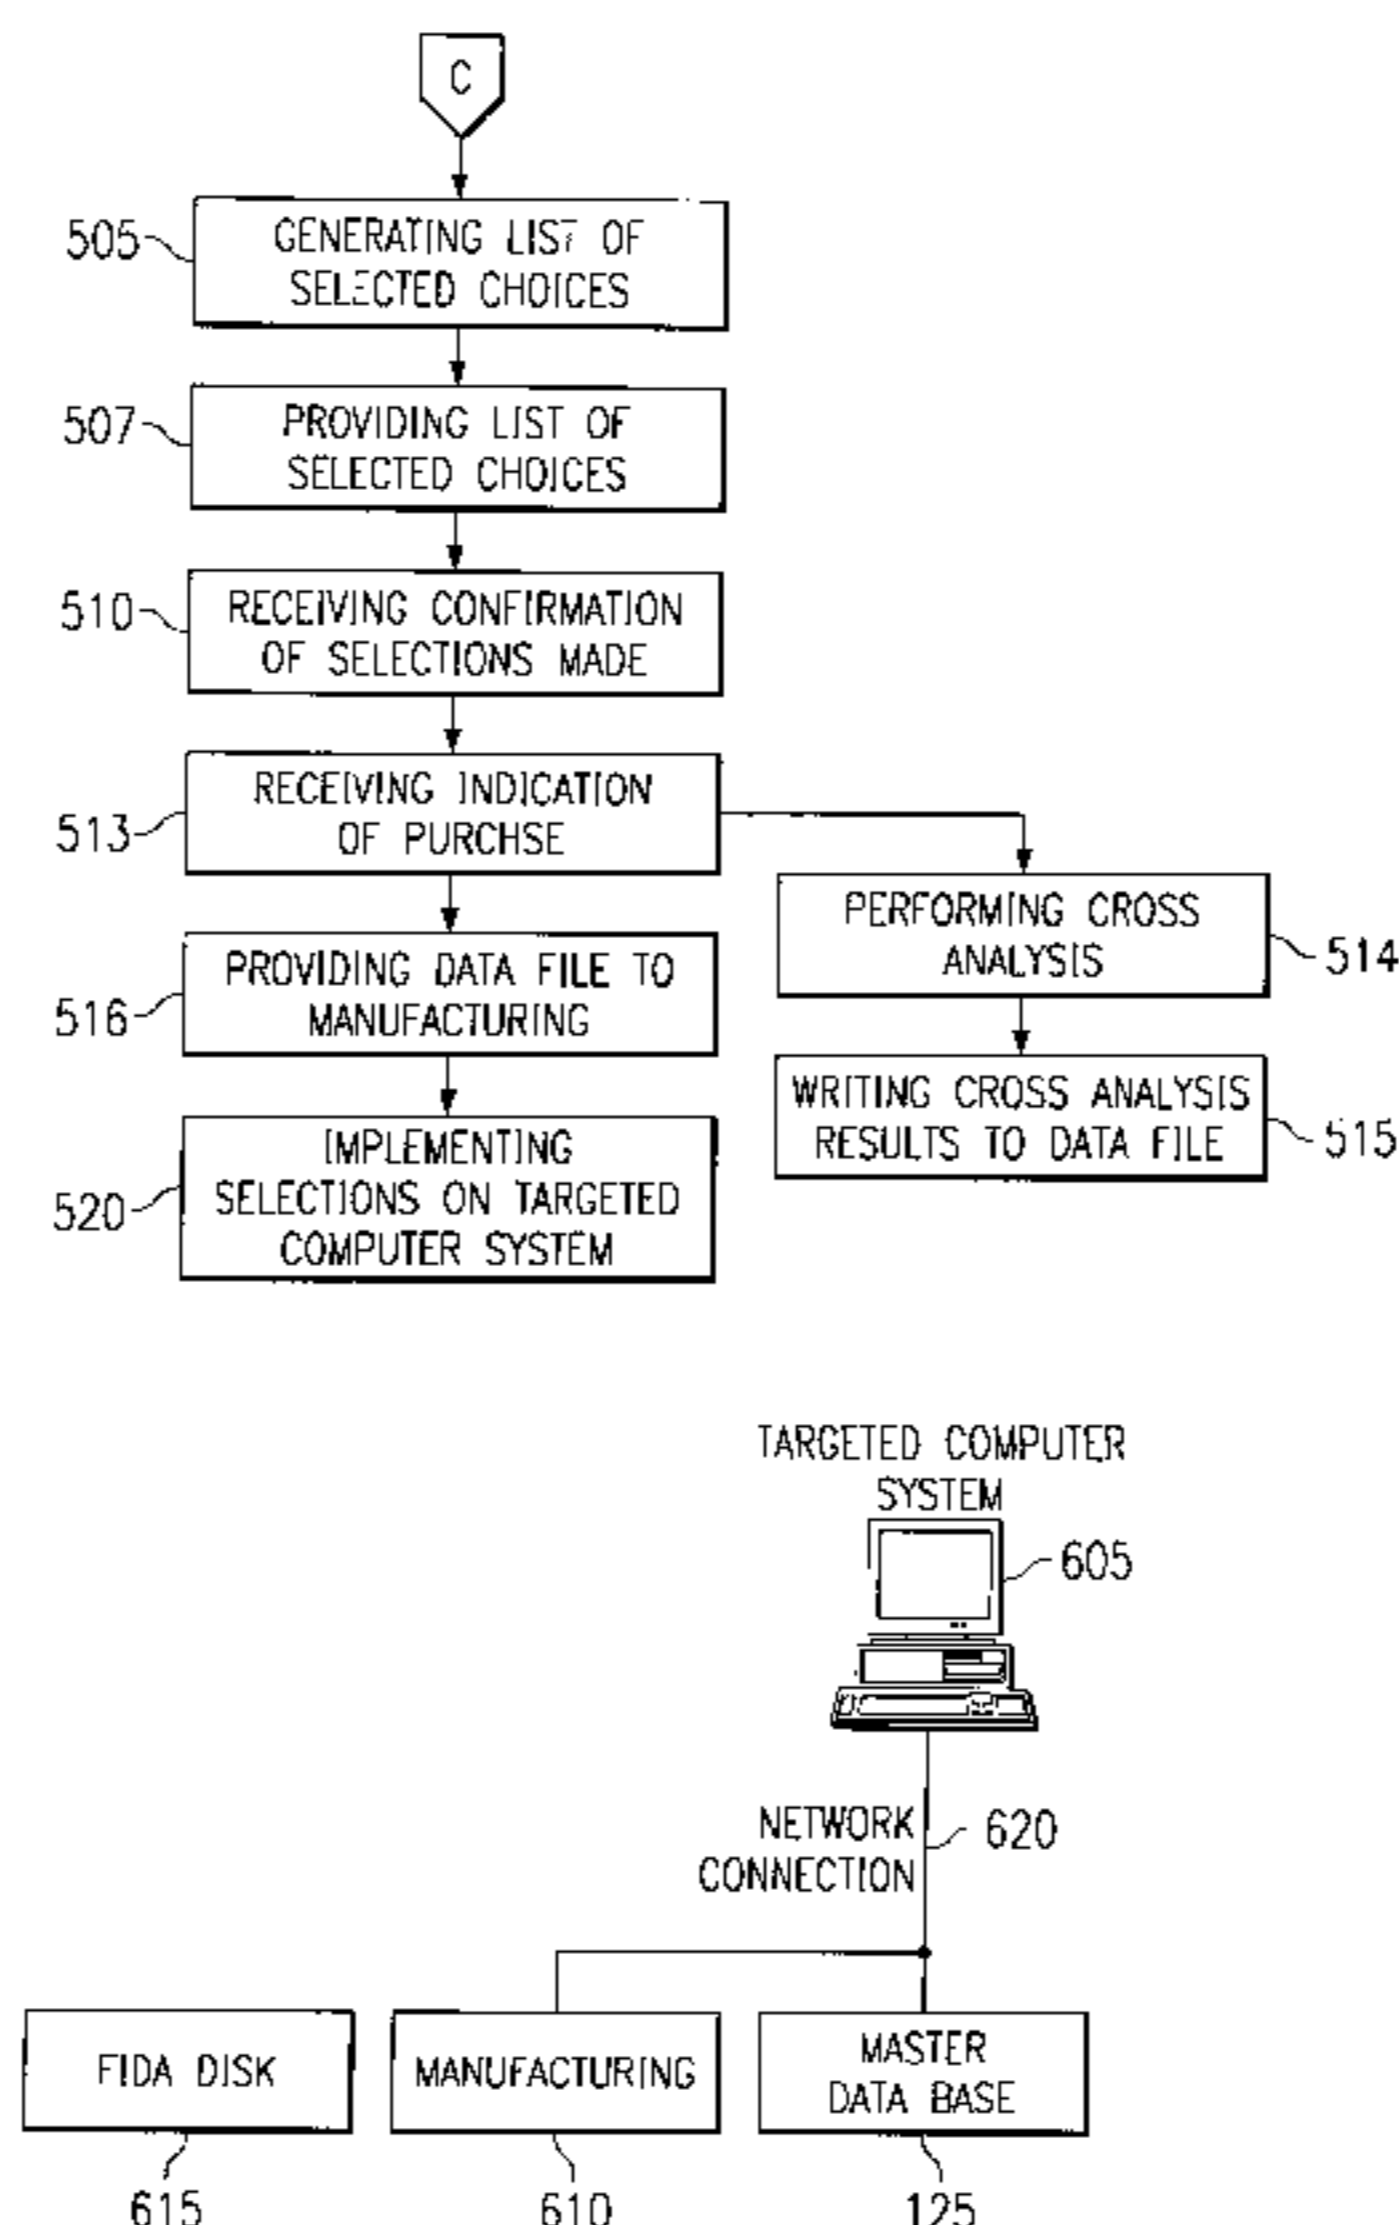 C
505
GENERATING LIST OF
SELECTED CHOICES
507
PROVIDING LIST OF
SELECTED CHOICES
510
RECEIVING CONFIRMATION
OF SELECTIONS MADE
513
RECEIVING INDICATION
OF PURCHSE
PERFORMING CROSS
ANALYSIS
514
516
PROVIDING DATA FILE TO
MANUFACTURING
WRITING CROSS ANALYSIS
RESULTS TO DATA FILE
515
520
IMPLEMENTING
SELECTIONS ON TARGETED
COMPUTER SYSTEM
TARGETED COMPUTER
SYSTEM
605
NETWORK
CONNECTION
620
FIDA DISK
MANUFACTURING
MASTER
DATA BASE
615
610
125